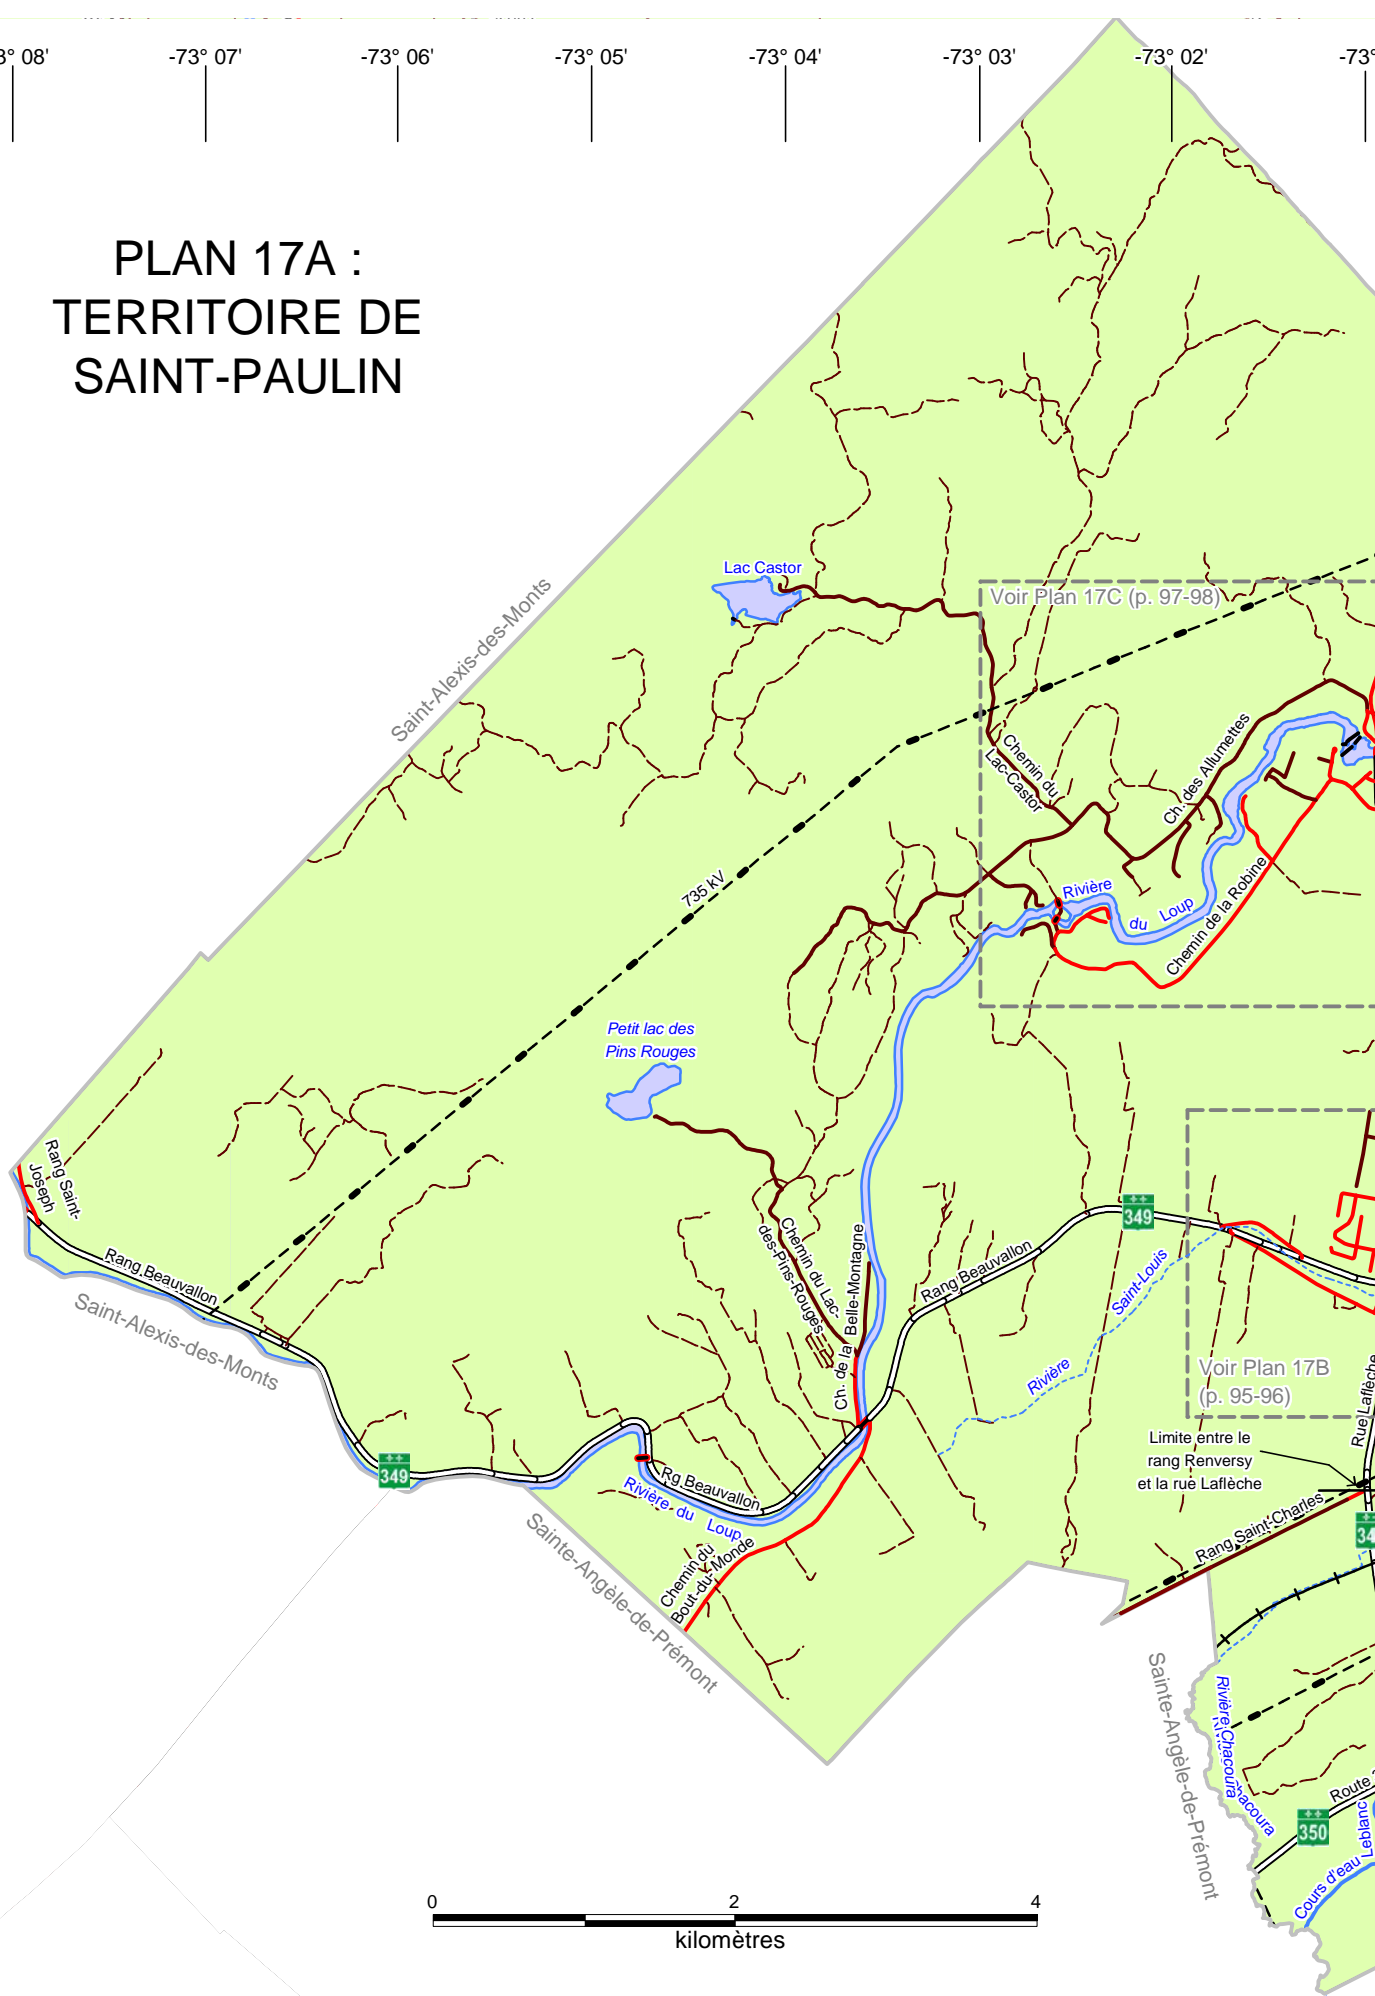 -73° 07'
-73° 06'
-73° 05'
-73° 04'
-73° 03'
-73° 02'
PLAN 17A :
TERRITOIRE DE
SAINT-PAULIN
Lac Castor
Voir Plan 17C (p. 97-98)
Saint-Alexis-des-Monts
Chemin du
Lac-Castor
Ch. des Allumettes
735 kV
Rivière
du Loup
Chemin de la Robine
Petit lac des
Pins Rouges
Rang Saint-
Joseph
Rang Beauvallon
Saint-Alexis-des-Monts
Chemin du Lac-
des-Pins-Rouges
Ch. de la Belle-Montagne
349
Rang Beauvallon
Rivière Saint-Louis
Voir Plan 17B
(p. 95-96)
Rue Laflèche
Limite entre le
rang Renversy
et la rue Laflèche
349
Rg Beauvallon
Rivière du Loup
Rang Saint-Charles
Chemin du
Bout-du-Monde
Sainte-Angèle-de-Prémont
Sainte-Angèle-de-Prémont
Rivière Chacoura
Chacoura
Route
350
Cours d'eau Leblanc
0 2 4
kilomètres